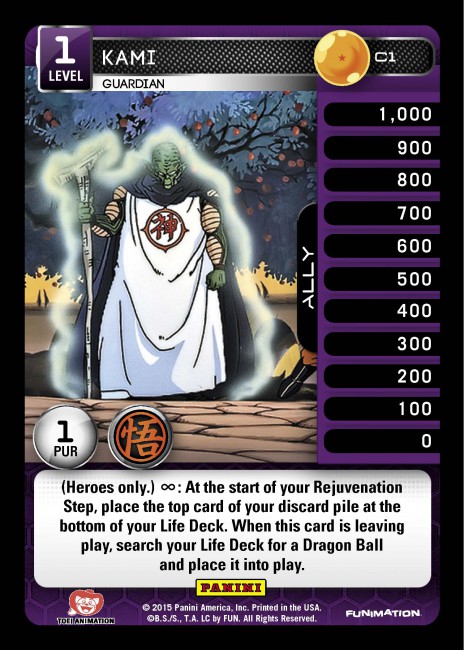 1
LEVEL
KAMI
C1
GUARDIAN
1,000
900
800
700
600
500
400
300
200
100
0
ALLY
神
1
PUR
悟
(Heroes only.) ∞: At the start of your Rejuvenation
Step, place the top card of your discard pile at the
bottom of your Life Deck. When this card is leaving
play, search your Life Deck for a Dragon Ball
and place it into play.
PANINI
TOEI ANIMATION
© 2015 Panini America, Inc. Printed in the USA.
©B.S./S., T.A. LC by FUN. All Rights Reserved.
FUNIMATION